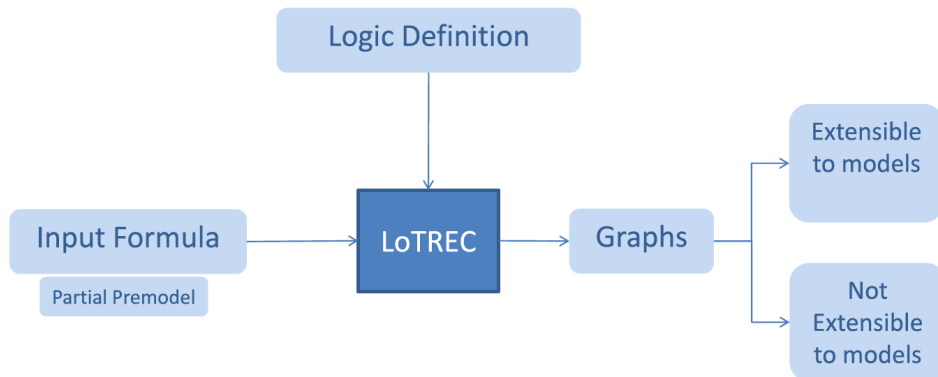 Logic Definition
Input Formula
Partial Premodel
LoTREC
Graphs
Extensible
to models
Not
Extensible
to models